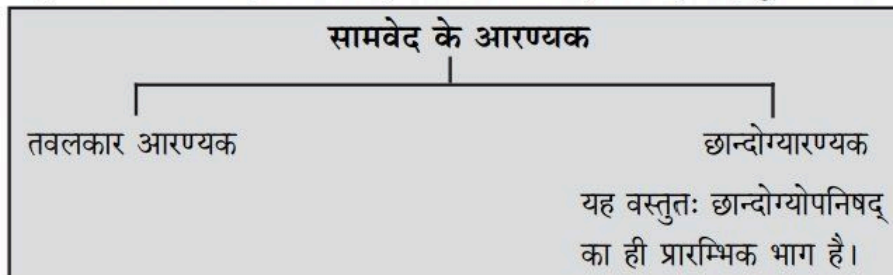 सामवेद के आरण्यक
तवलकार आरण्यक
छान्दोग्यारण्यक
यह वस्तुतः छान्दोग्योपनिषद्
का ही प्रारम्भिक भाग है।